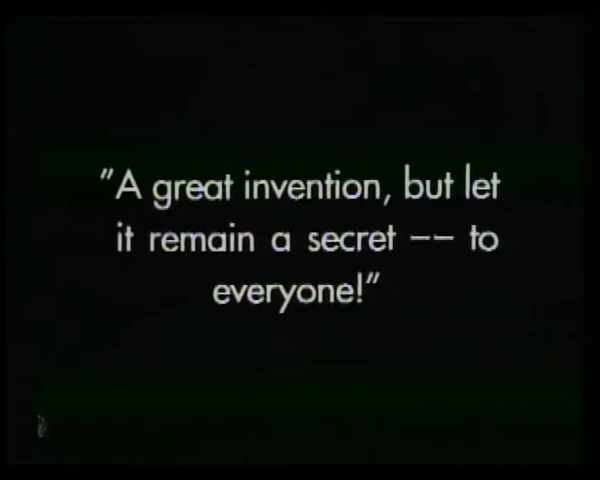 "A great invention, but let
it remain a secret -- to
everyone!"